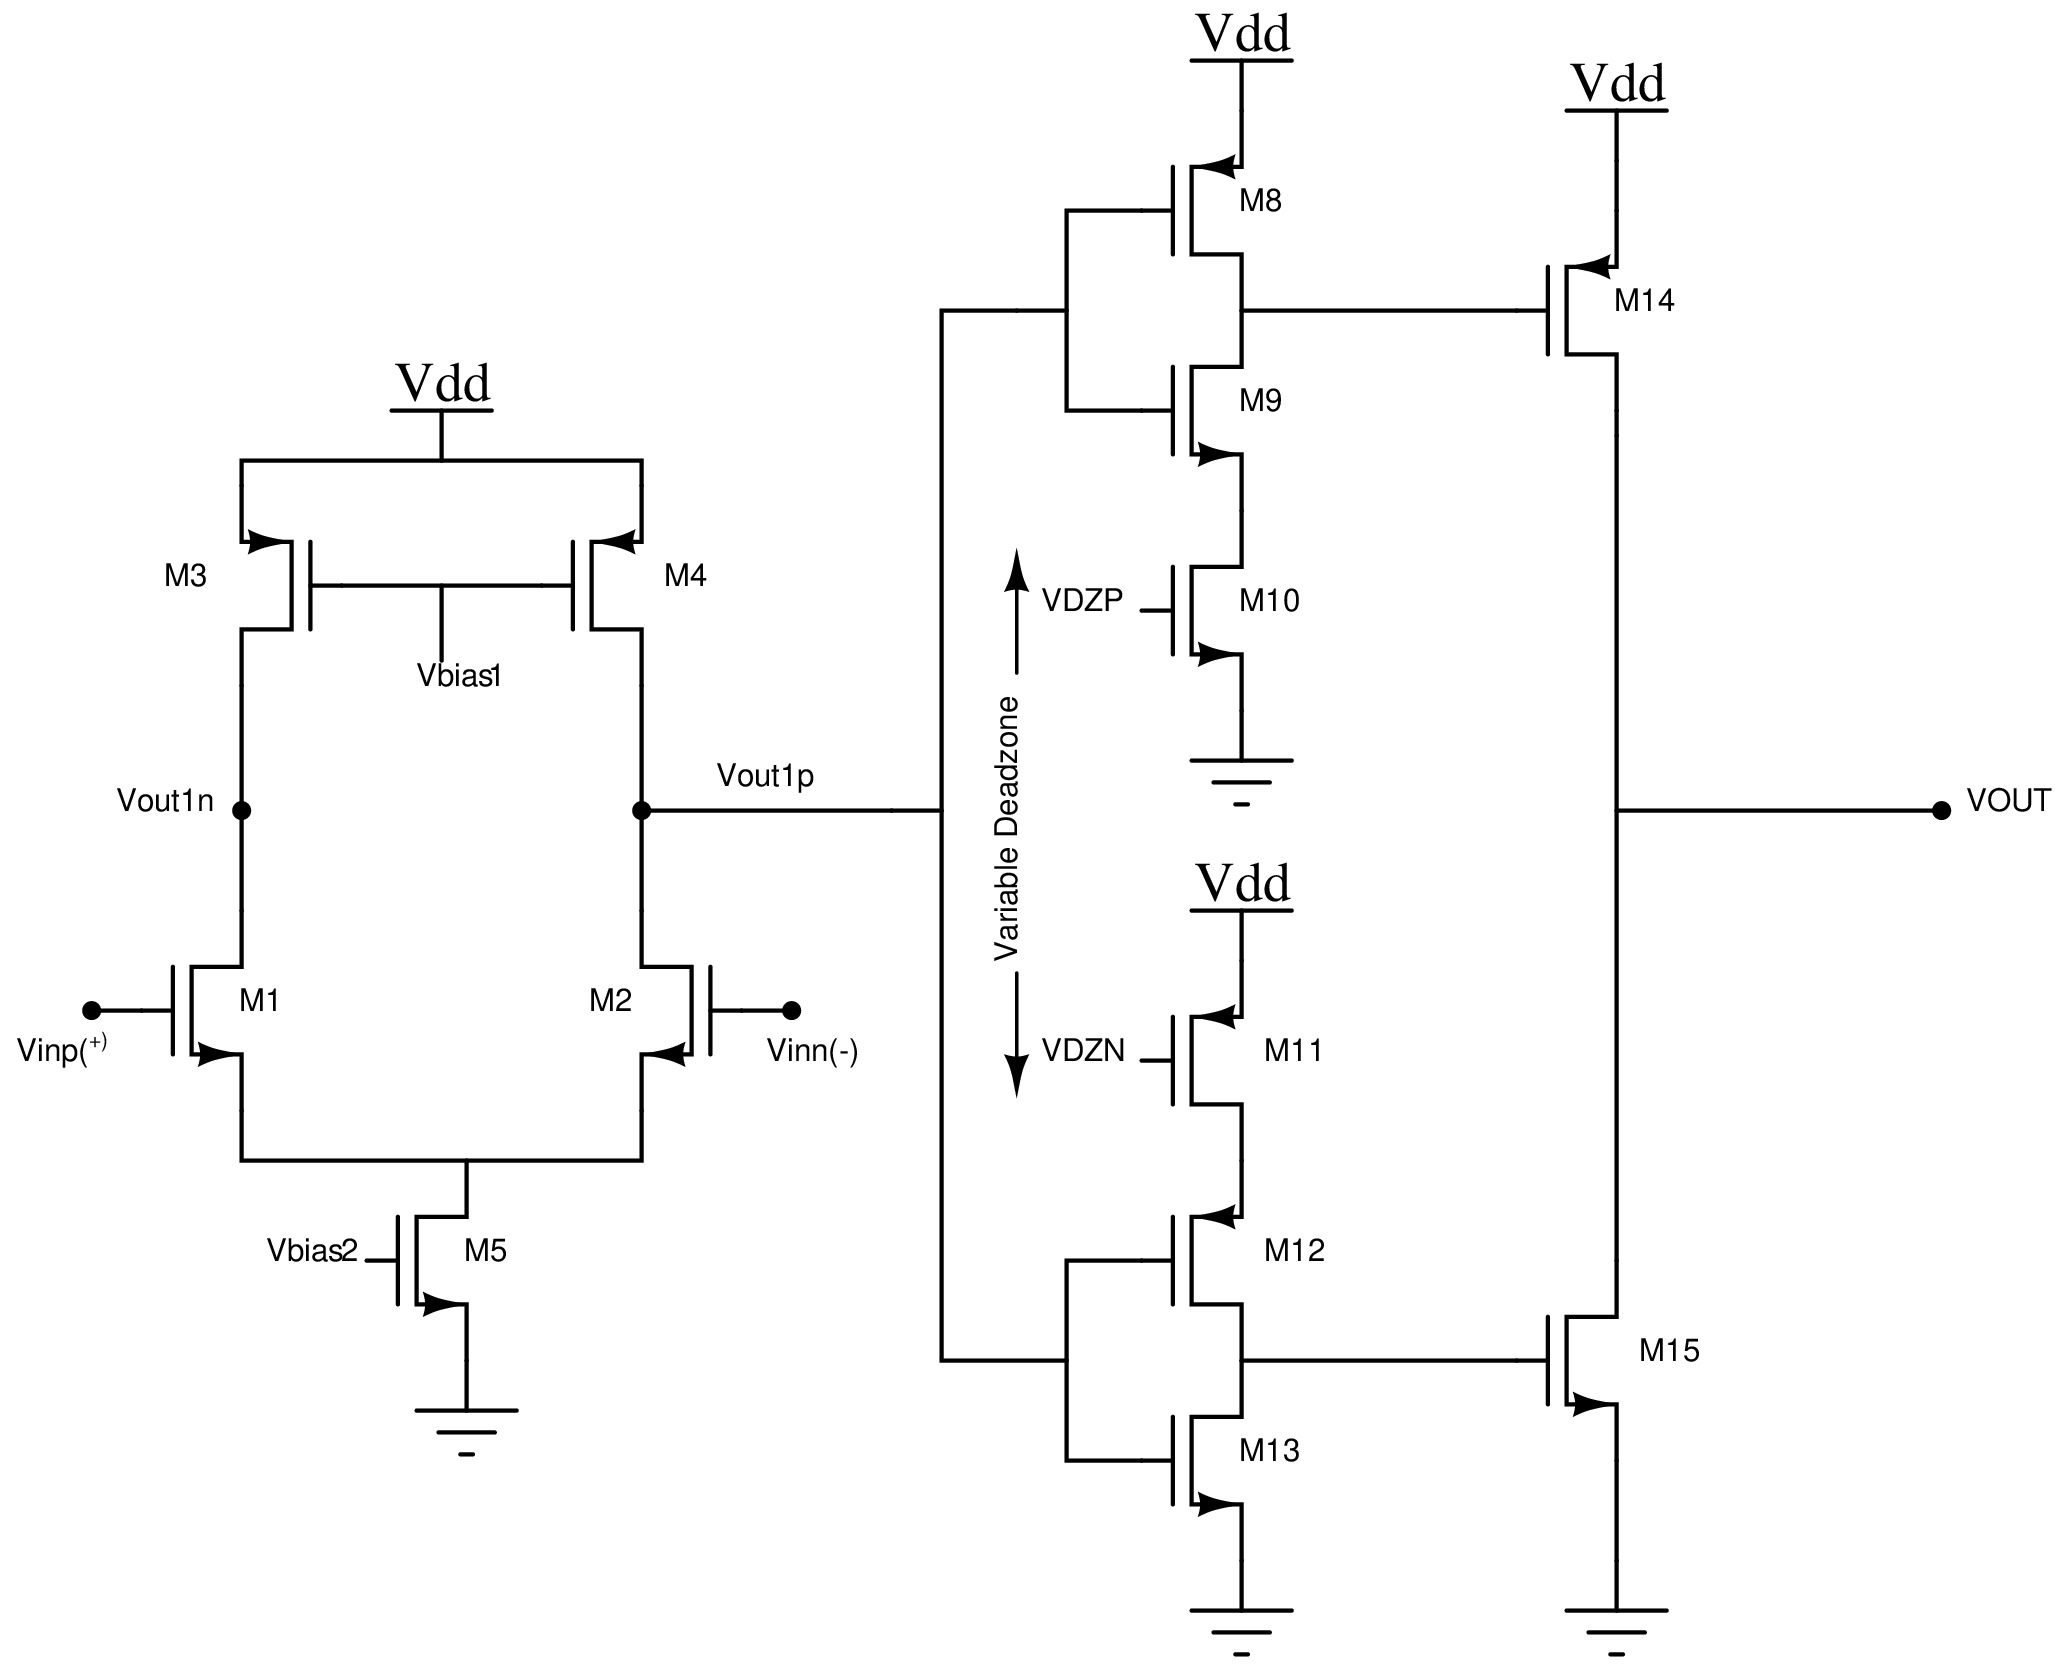 Vdd
Vdd
M8
M14
Vdd
M9
M3
M4
VDZP
M10
Vbias1
Vout1n
Vout1p
Variable Deadzone
VOUT
Vdd
M1
M2
Vinp(+)
Vinn(-)
VDZN
M11
Vbias2
M5
M12
M15
M13